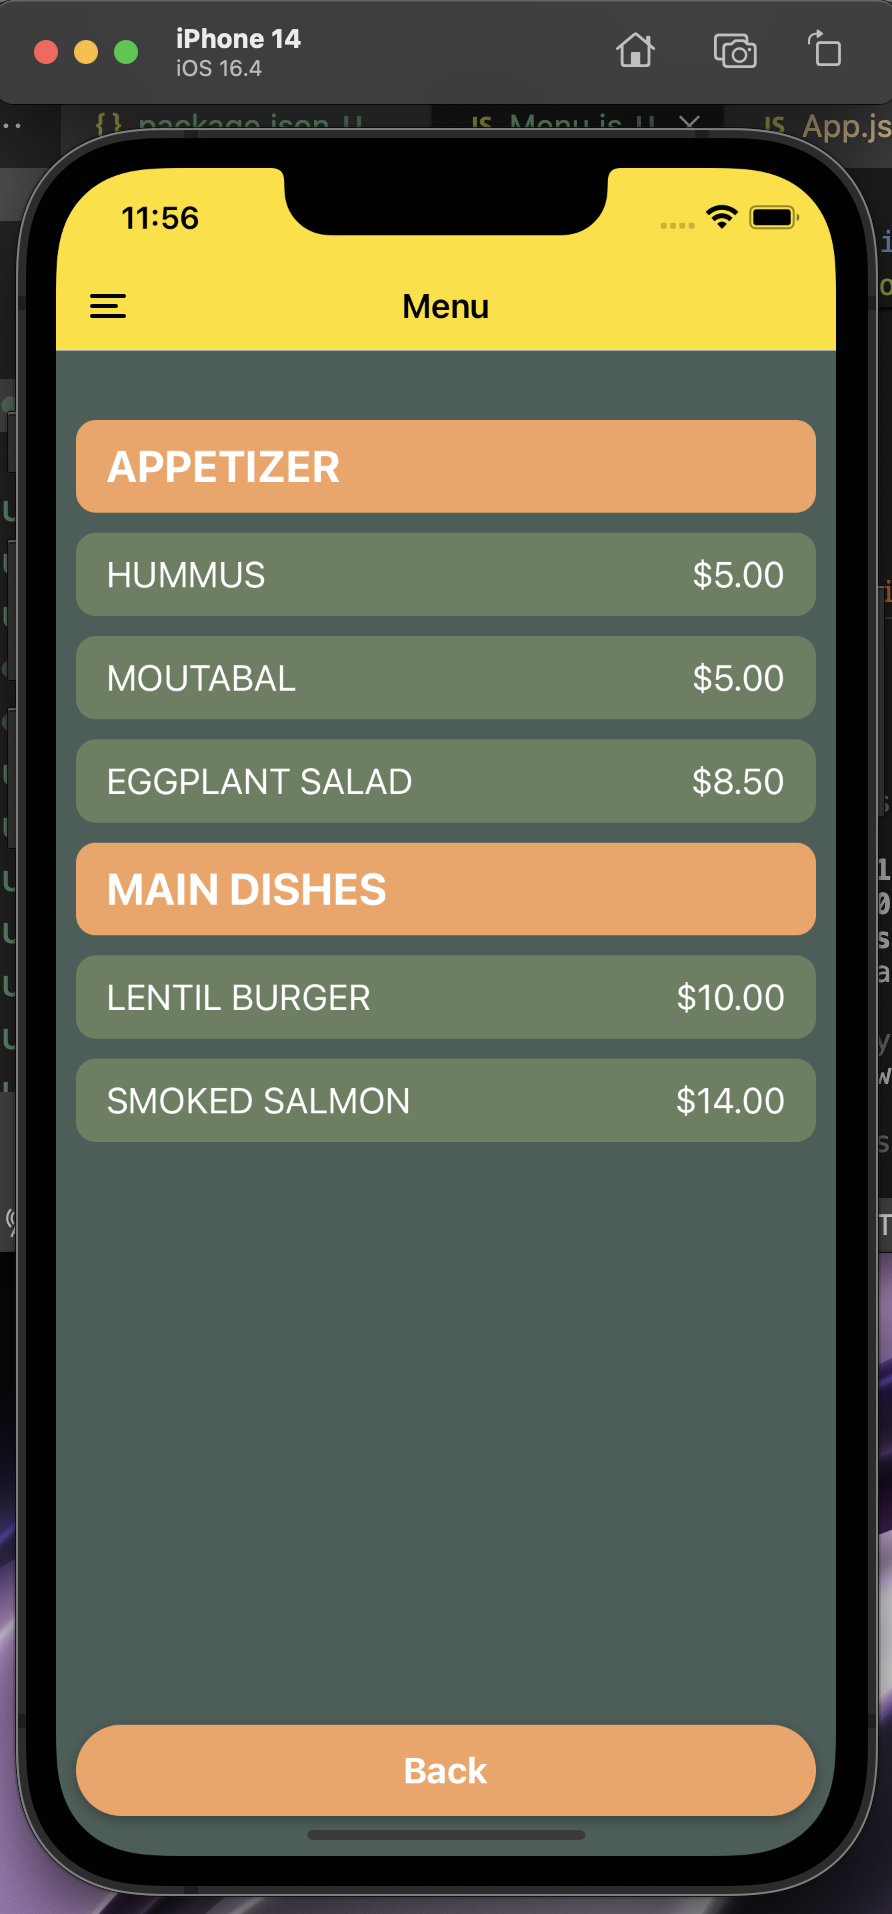 iPhone 14
iOS 16.4
{} package.json U JS Menu.js U JS App.js
11:56
Menu
APPETIZER
HUMMUS $5.00
MOUTABAL $5.00
EGGPLANT SALAD $8.50
MAIN DISHES
LENTIL BURGER $10.00
SMOKED SALMON $14.00
Back